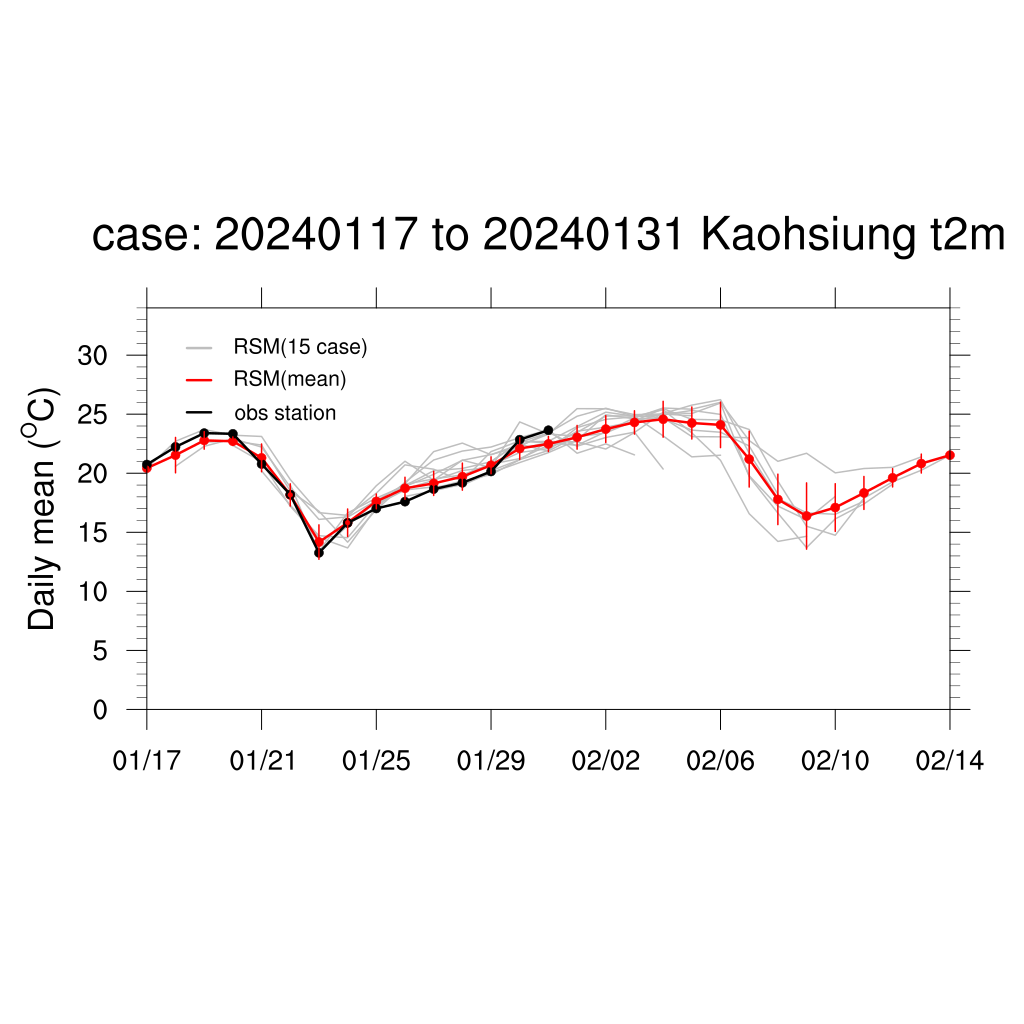 case: 20240117 to 20240131 Kaohsiung t2m
RSM(15 case)
RSM(mean)
obs station
Daily mean (°C)
30
25
20
15
10
5
0
01/17 01/21 01/25 01/29 02/02 02/06 02/10 02/14